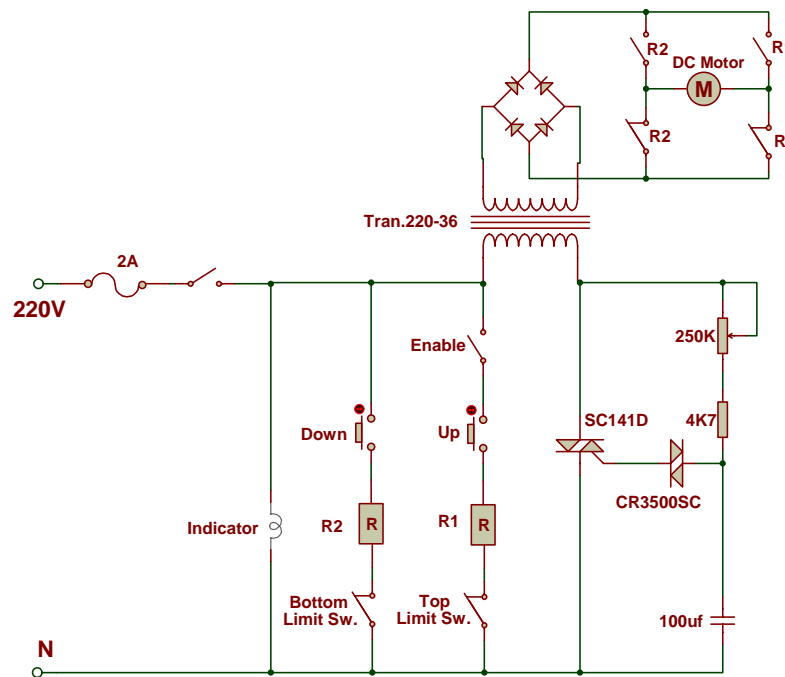 R2
R1
DC Motor
M
R2
R
Tran.220-36
2A
220V
Enable
250K
SC141D
4K7
Down
Up
CR3500SC
Indicator
R2
R
R1
R
Bottom
Limit Sw.
Top
Limit Sw.
100uf
N